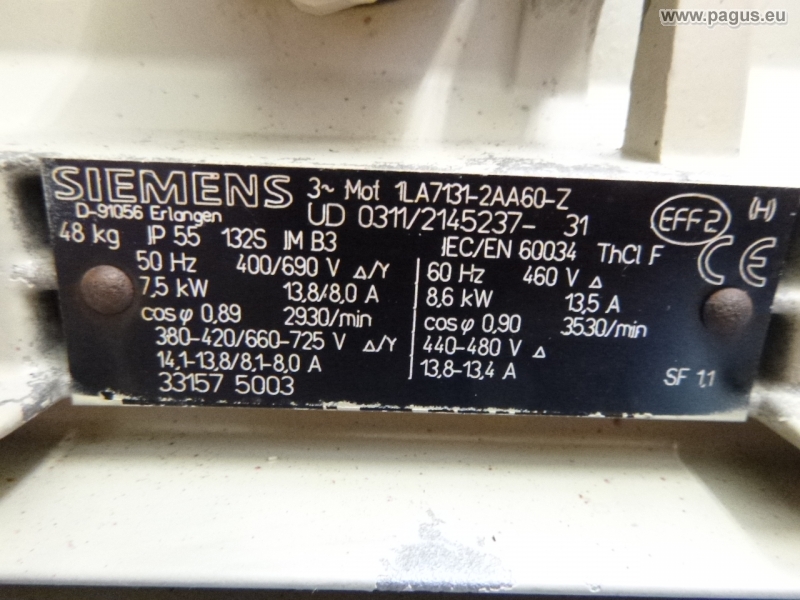 www.pagus.eu
SIEMENS 3~ Mot 1LA7131-2AA60-Z
D-91056 Erlangen UD 0311/2145237- 31 EFF2 (H)
48 kg IP 55 132S IM B3 IEC/EN 60034 ThCl F CE
50 Hz 400/690 V △/Y 60 Hz 460 V △
7,5 kW 13,8/8,0 A 8,6 kW 13,5 A
cos φ 0,89 2930/min cos φ 0,90 3530/min
380-420/660-725 V △/Y 440-480 V △
14,1-13,8/8,1-8,0 A 13,8-13,4 A
33157 5003 SF 1,1